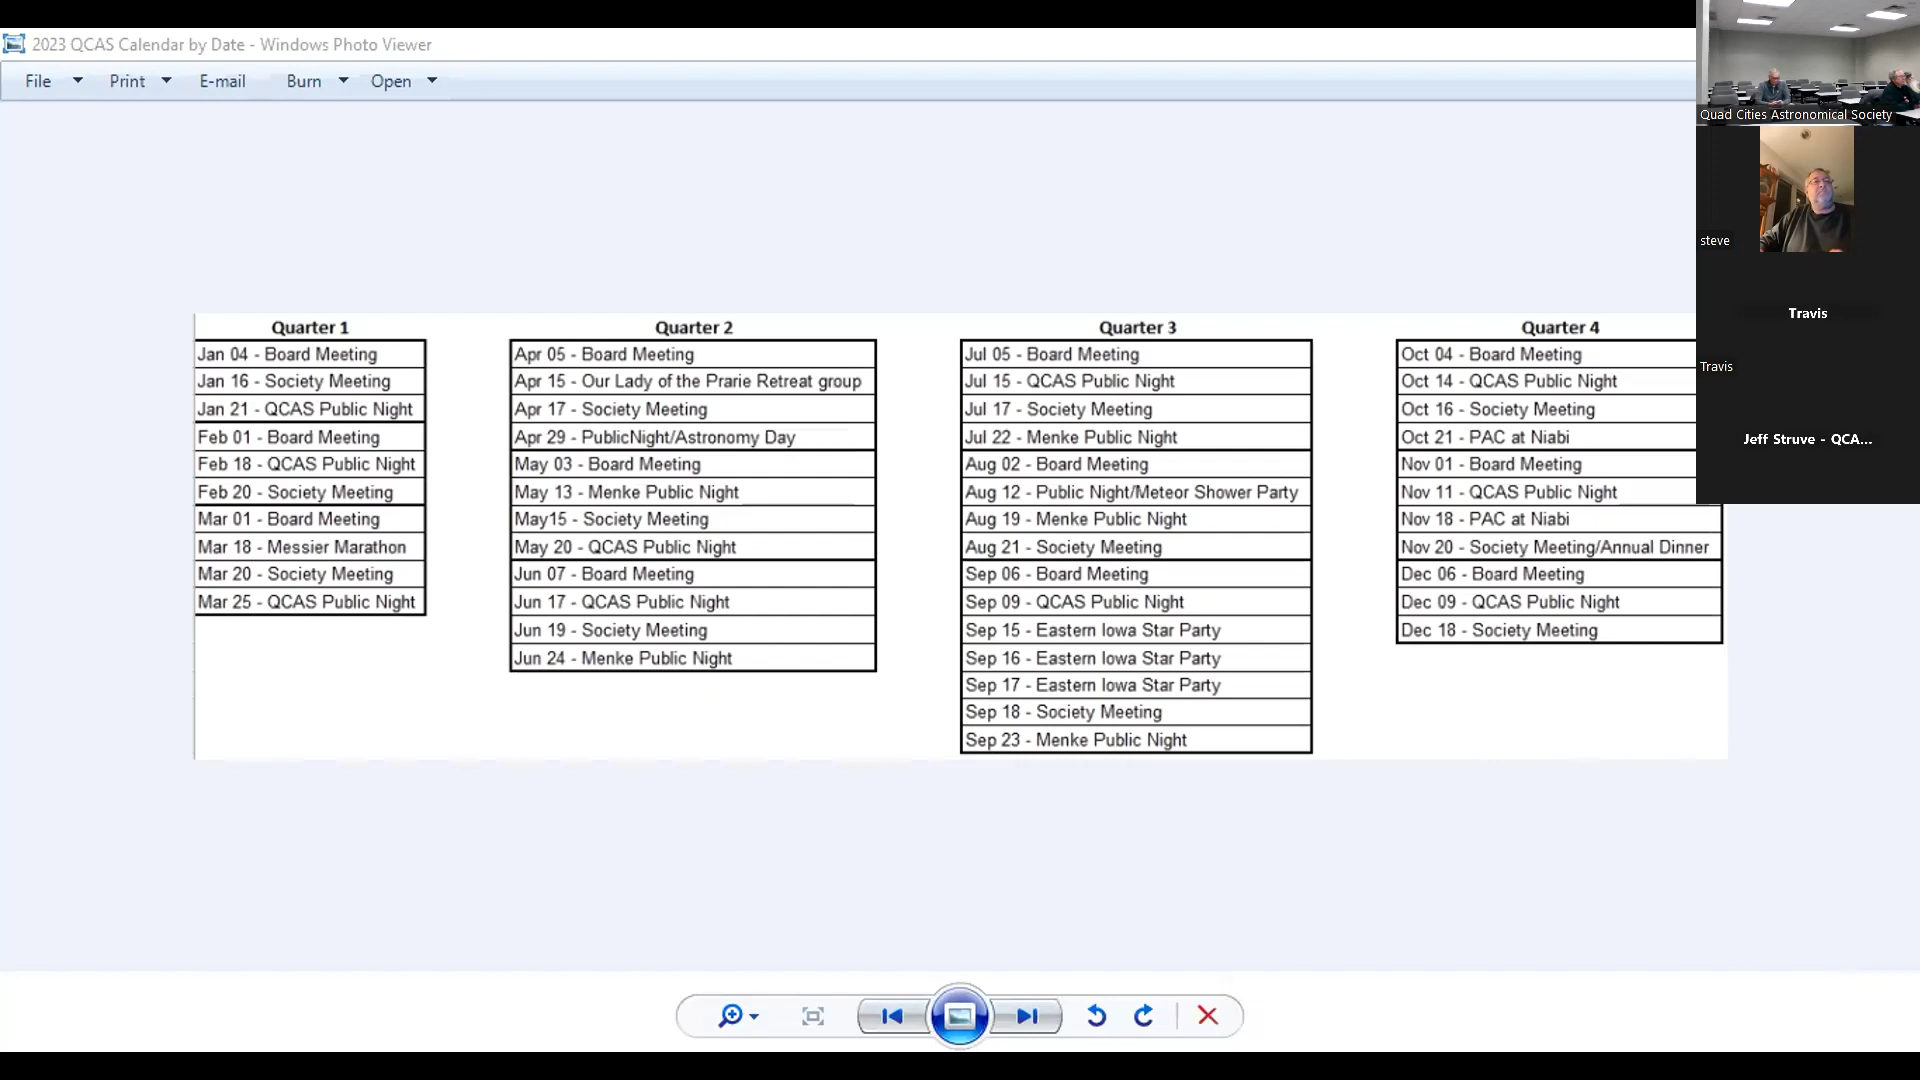 2023 QCAS Calendar by Date - Windows Photo Viewer
File Print E-mail Burn Open
Quarter 1
Jan 04 - Board Meeting
Jan 16 - Society Meeting
Jan 21 - QCAS Public Night
Feb 01 - Board Meeting
Feb 18 - QCAS Public Night
Feb 20 - Society Meeting
Mar 01 - Board Meeting
Mar 18 - Messier Marathon
Mar 20 - Society Meeting
Mar 25 - QCAS Public Night
Quarter 2
Apr 05 - Board Meeting
Apr 15 - Our Lady of the Prarie Retreat group
Apr 17 - Society Meeting
Apr 29 - PublicNight/Astronomy Day
May 03 - Board Meeting
May 13 - Menke Public Night
May15 - Society Meeting
May 20 - QCAS Public Night
Jun 07 - Board Meeting
Jun 17 - QCAS Public Night
Jun 19 - Society Meeting
Jun 24 - Menke Public Night
Quarter 3
Jul 05 - Board Meeting
Jul 15 - QCAS Public Night
Jul 17 - Society Meeting
Jul 22 - Menke Public Night
Aug 02 - Board Meeting
Aug 12 - Public Night/Meteor Shower Party
Aug 19 - Menke Public Night
Aug 21 - Society Meeting
Sep 06 - Board Meeting
Sep 09 - QCAS Public Night
Sep 15 - Eastern Iowa Star Party
Sep 16 - Eastern Iowa Star Party
Sep 17 - Eastern Iowa Star Party
Sep 18 - Society Meeting
Sep 23 - Menke Public Night
Quarter 4
Oct 04 - Board Meeting
Oct 14 - QCAS Public Night
Oct 16 - Society Meeting
Oct 21 - PAC at Niabi
Nov 01 - Board Meeting
Nov 11 - QCAS Public Night
Nov 18 - PAC at Niabi
Nov 20 - Society Meeting/Annual Dinner
Dec 06 - Board Meeting
Dec 09 - QCAS Public Night
Dec 18 - Society Meeting
Quad Cities Astronomical Society
steve
Travis
Travis
Jeff Struve - QCA...